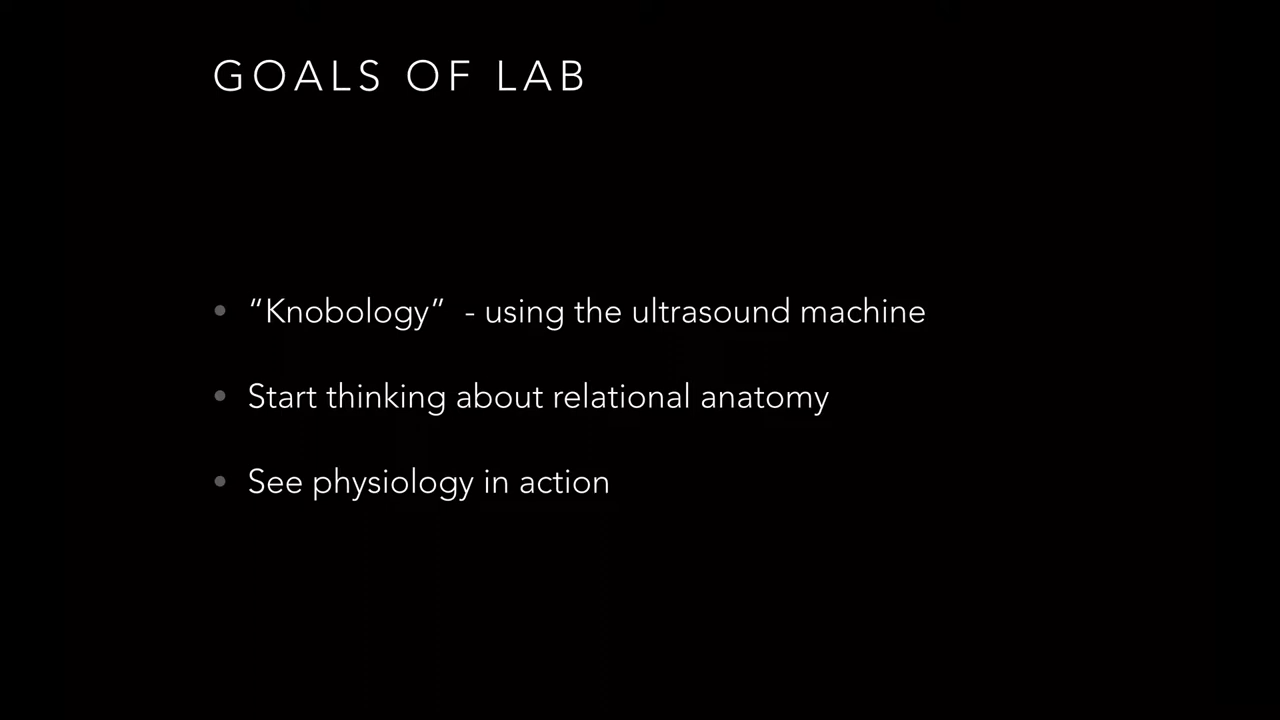 GOALS OF LAB
• “Knobology” - using the ultrasound machine
• Start thinking about relational anatomy
• See physiology in action